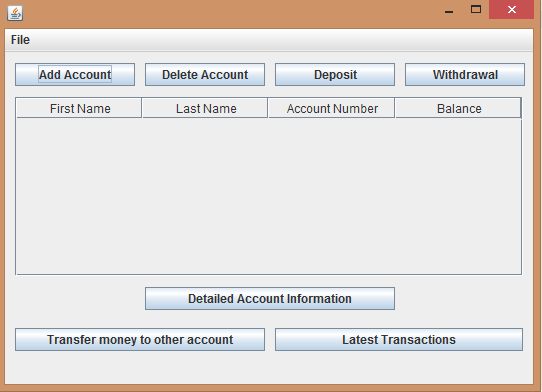 File
Add Account Delete Account Deposit Withdrawal
First Name Last Name Account Number Balance
Detailed Account Information
Transfer money to other account Latest Transactions